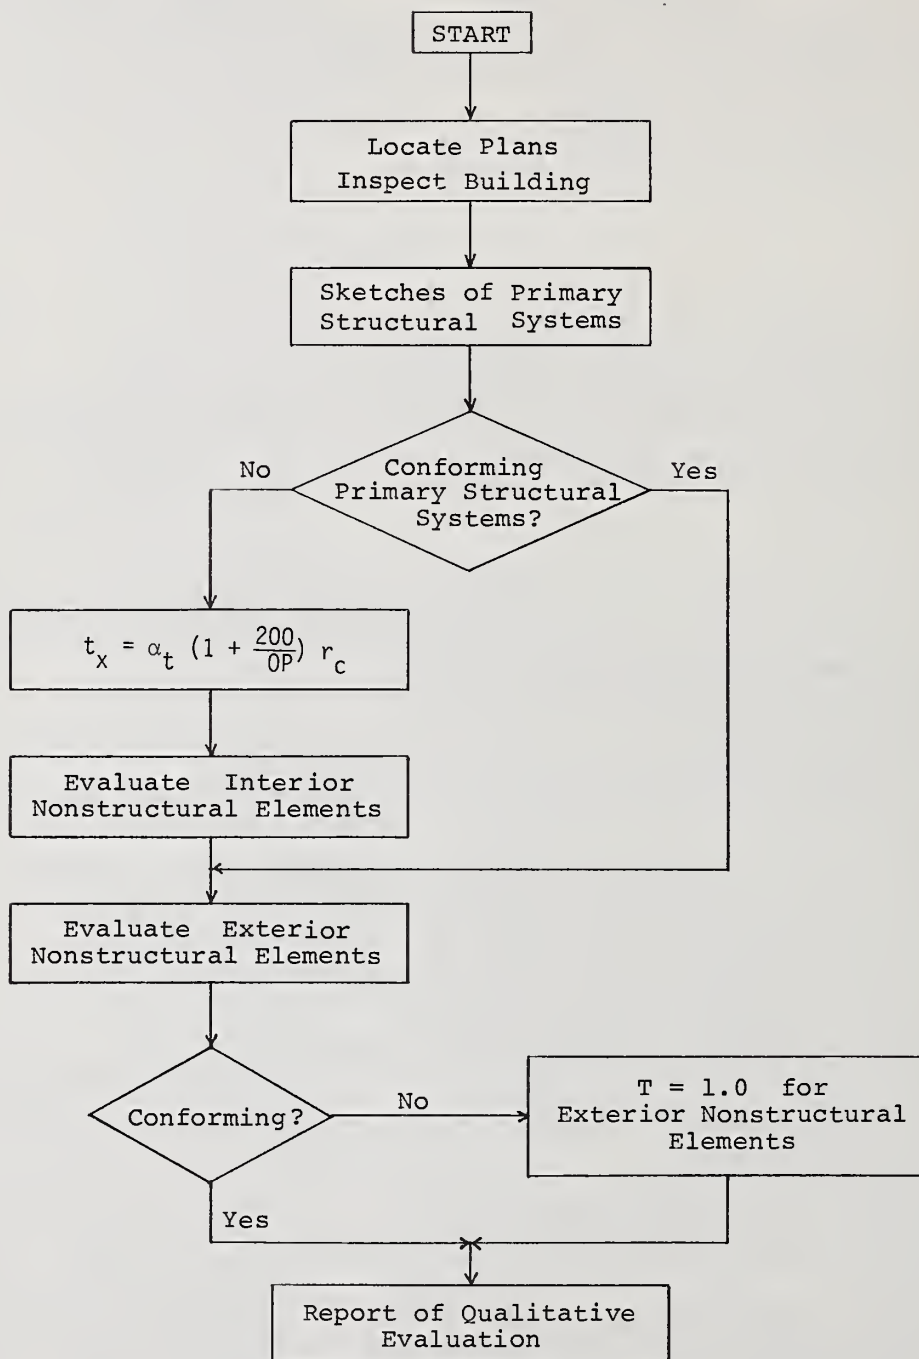 START
Locate Plans
Inspect Building
Sketches of Primary
Structural Systems
Conforming
Primary Structural
Systems?
No
Yes
t_x = α_t (1 + 200/OP) r_c
Evaluate Interior
Nonstructural Elements
Evaluate Exterior
Nonstructural Elements
Conforming?
No
T = 1.0 for
Exterior Nonstructural
Elements
Yes
Report of Qualitative
Evaluation